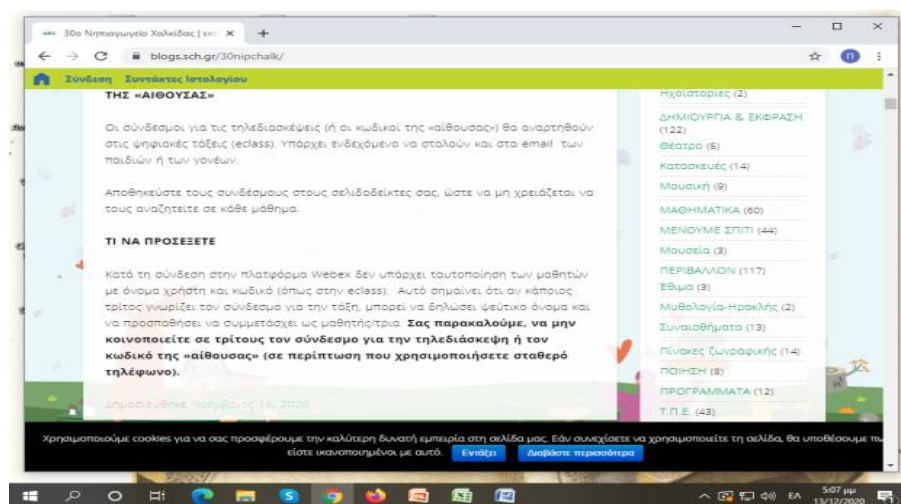 30ο Νηπιαγωγείο Χαλκίδας | εκπ
blogs.sch.gr/30nipchalk/
Π
Σύνδεση Συντάκτες Ιστολογίου
ΤΗΣ «ΑΙΘΟΥΣΑΣ»
Οι σύνδεσμοι για τις τηλεδιασκέψεις (ή οι κωδικοί της «αίθουσας») θα αναρτηθούν
στις ψηφιακές τάξεις (eclass). Υπάρχει ενδεχόμενο να σταλούν και στα email των
παιδιών ή των γονέων.
Αποθηκεύστε τους συνδέσμους στους σελιδοδείκτες σας, ώστε να μη χρειάζεται να
τους αναζητείτε σε κάθε μάθημα.
ΤΙ ΝΑ ΠΡΟΣΕΞΕΤΕ
Κατά τη σύνδεση στην πλατφόρμα Webex δεν υπάρχει ταυτοποίηση των μαθητών
με όνομα χρήστη και κωδικό (όπως στην eclass). Αυτό σημαίνει ότι αν κάποιος
τρίτος γνωρίζει τον σύνδεσμο για την τάξη, μπορεί να δηλώσει ψεύτικο όνομα και
να προσπαθήσει να συμμετάσχει ως μαθητής/τρια. Σας παρακαλούμε, να μην
κοινοποιείτε σε τρίτους τον σύνδεσμο για την τηλεδιάσκεψη ή τον
κωδικό της «αίθουσας» (σε περίπτωση που χρησιμοποιήσετε σταθερό
τηλέφωνο).
Δημοσιεύθηκε Νοέμβριος 16, 2020
Ηχοϊστορίες (2)
ΔΗΜΙΟΥΡΓΙΑ & ΕΚΦΡΑΣΗ
(122)
Θέατρο (5)
Κατασκευές (14)
Μουσική (9)
ΜΑΘΗΜΑΤΙΚΑ (60)
ΜΕΝΟΥΜΕ ΣΠΙΤΙ (44)
Μουσεία (3)
ΠΕΡΙΒΑΛΛΟΝ (117)
Έθιμα (3)
Μυθολογία-Ηρακλής (2)
Συναισθήματα (13)
Πίνακες ζωγραφικής (14)
ΠΟΙΗΣΗ (8)
ΠΡΟΓΡΑΜΜΑΤΑ (12)
Τ.Π.Ε. (43)
Χρησιμοποιούμε cookies για να σας προσφέρουμε την καλύτερη δυνατή εμπειρία στη σελίδα μας. Εάν συνεχίσετε να χρησιμοποιείτε τη σελίδα, θα υποθέσουμε πω
είστε ικανοποιημένοι με αυτό. Εντάξει Διαβάστε περισσότερα
ΕΛ
5:07 μμ
13/12/2020